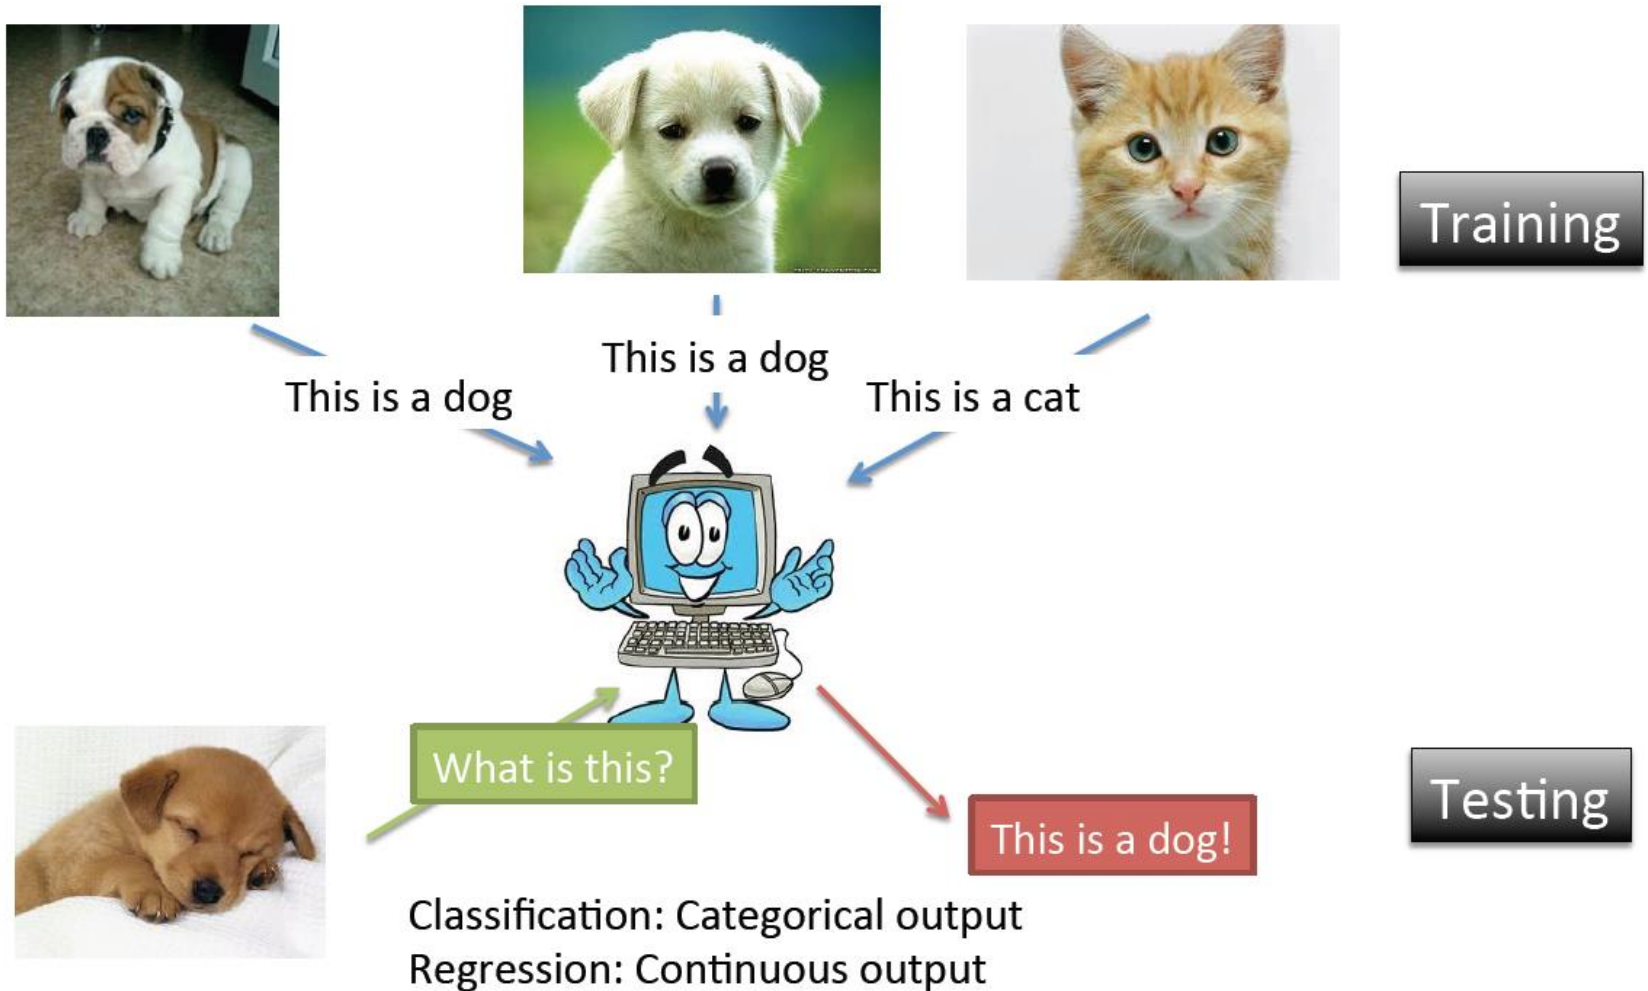 Training
This is a dog
This is a dog
This is a cat
What is this?
Testing
This is a dog!
Classification: Categorical output
Regression: Continuous output